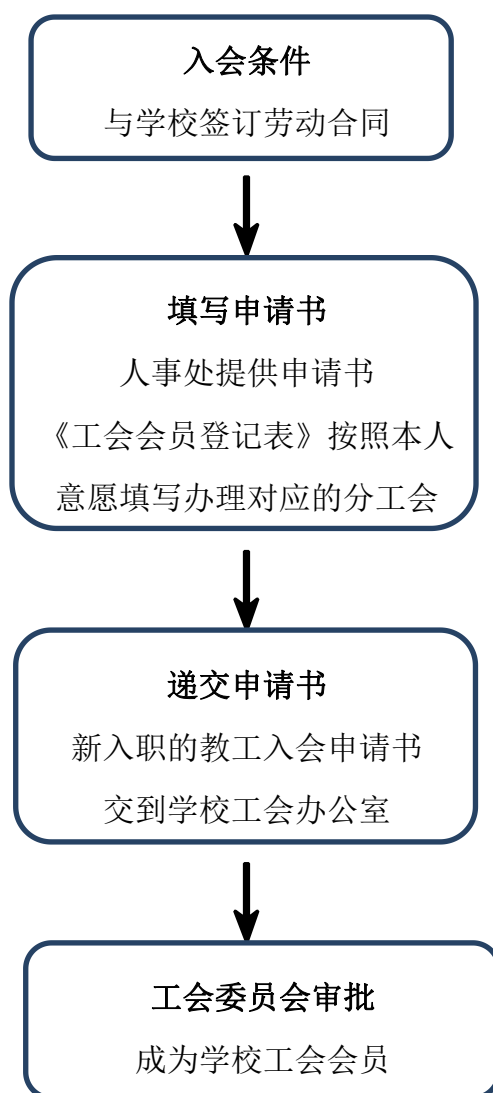 入会条件
与学校签订劳动合同
填写申请书
人事处提供申请书
《工会会员登记表》按照本人
意愿填写办理对应的分工会
递交申请书
新入职的教工入会申请书
交到学校工会办公室
工会委员会审批
成为学校工会会员